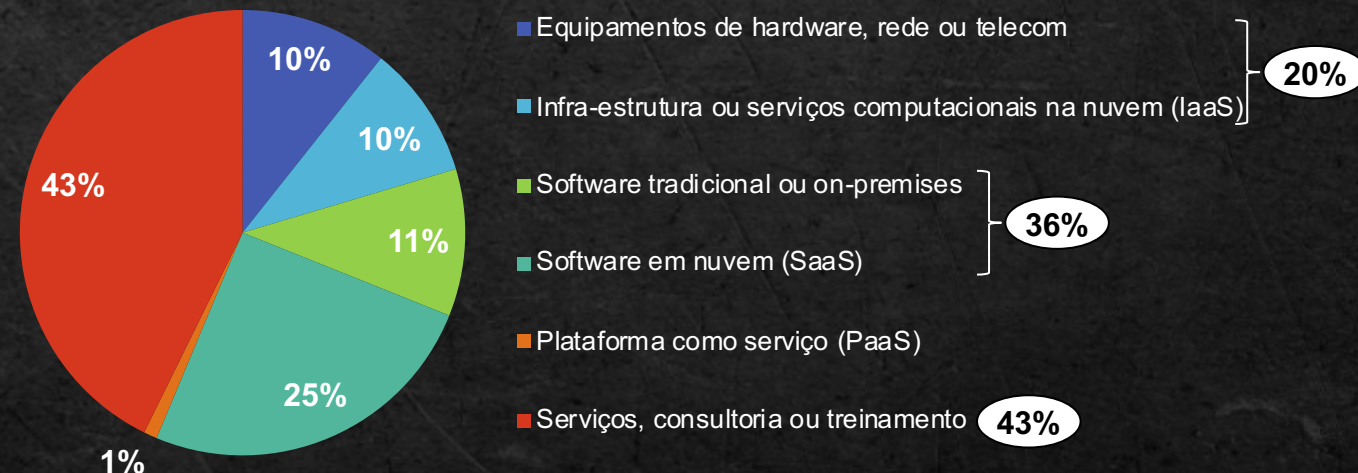 10%
10%
11%
25%
1%
43%
Equipamentos de hardware, rede ou telecom
Infra-estrutura ou serviços computacionais na nuvem (IaaS)
20%
Software tradicional ou on-premises
Software em nuvem (SaaS)
36%
Plataforma como serviço (PaaS)
Serviços, consultoria ou treinamento
43%